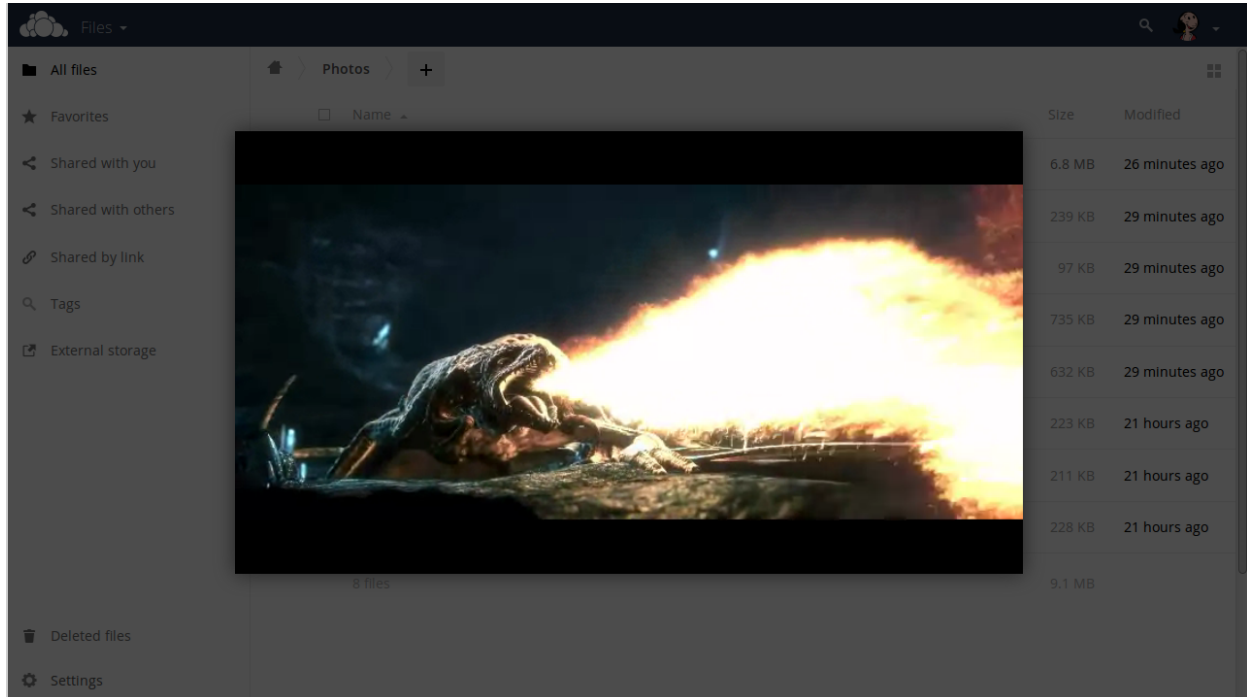 Files
All files
Photos
+
Favorites
Name
Size
Modified
Shared with you
6.8 MB
26 minutes ago
Shared with others
239 KB
29 minutes ago
Shared by link
97 KB
29 minutes ago
Tags
735 KB
29 minutes ago
External storage
632 KB
29 minutes ago
223 KB
21 hours ago
211 KB
21 hours ago
228 KB
21 hours ago
8 files
9.1 MB
Deleted files
Settings